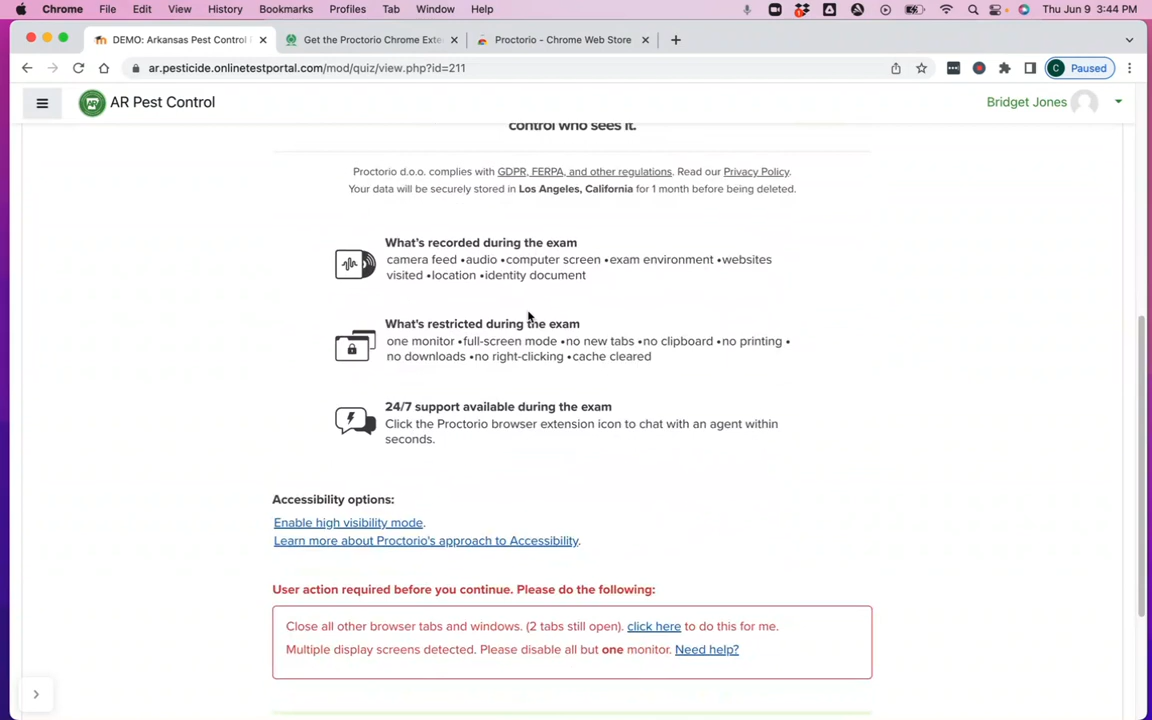 Chrome File Edit View History Bookmarks Profiles Tab Window Help Thu Jun 9 3:44 PM
DEMO: Arkansas Pest Control Get the Proctorio Chrome Exte Proctorio - Chrome Web Store
ar.pesticide.onlinetestportal.com/mod/quiz/view.php?id=211 C Paused
AR AR Pest Control Bridget Jones
control who sees it.
Proctorio d.o.o. complies with GDPR, FERPA, and other regulations. Read our Privacy Policy.
Your data will be securely stored in Los Angeles, California for 1 month before being deleted.
What's recorded during the exam
camera feed •audio •computer screen •exam environment •websites
visited •location •identity document
What's restricted during the exam
one monitor •full-screen mode •no new tabs •no clipboard •no printing •
no downloads •no right-clicking •cache cleared
24/7 support available during the exam
Click the Proctorio browser extension icon to chat with an agent within
seconds.
Accessibility options:
Enable high visibility mode.
Learn more about Proctorio's approach to Accessibility.
User action required before you continue. Please do the following:
Close all other browser tabs and windows. (2 tabs still open). click here to do this for me.
Multiple display screens detected. Please disable all but one monitor. Need help?